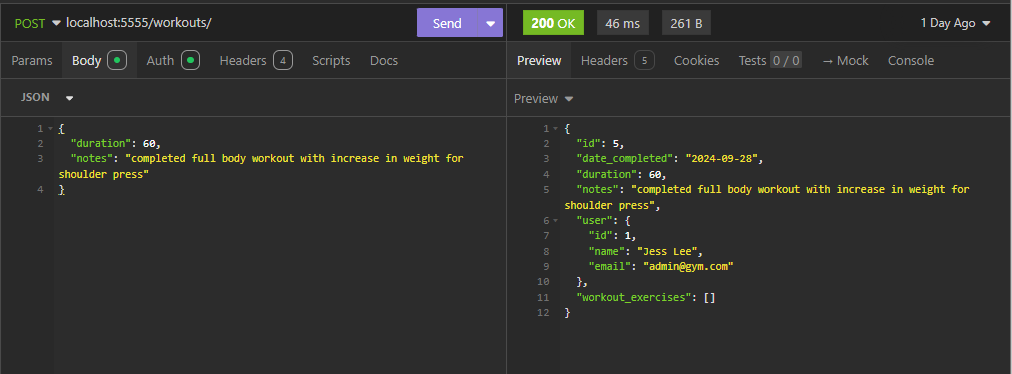 POST localhost:5555/workouts/ Send
200 OK 46 ms 261 B 1 Day Ago
Params Body Auth Headers 4 Scripts Docs
Preview Headers 5 Cookies Tests 0 / 0 → Mock Console
JSON
Preview
1 {
2 "duration": 60,
3 "notes": "completed full body workout with increase in weight for
shoulder press"
4 }
1 {
2 "id": 5,
3 "date_completed": "2024-09-28",
4 "duration": 60,
5 "notes": "completed full body workout with increase in weight for
shoulder press",
6 "user": {
7 "id": 1,
8 "name": "Jess Lee",
9 "email": "admin@gym.com"
10 },
11 "workout_exercises": []
12 }